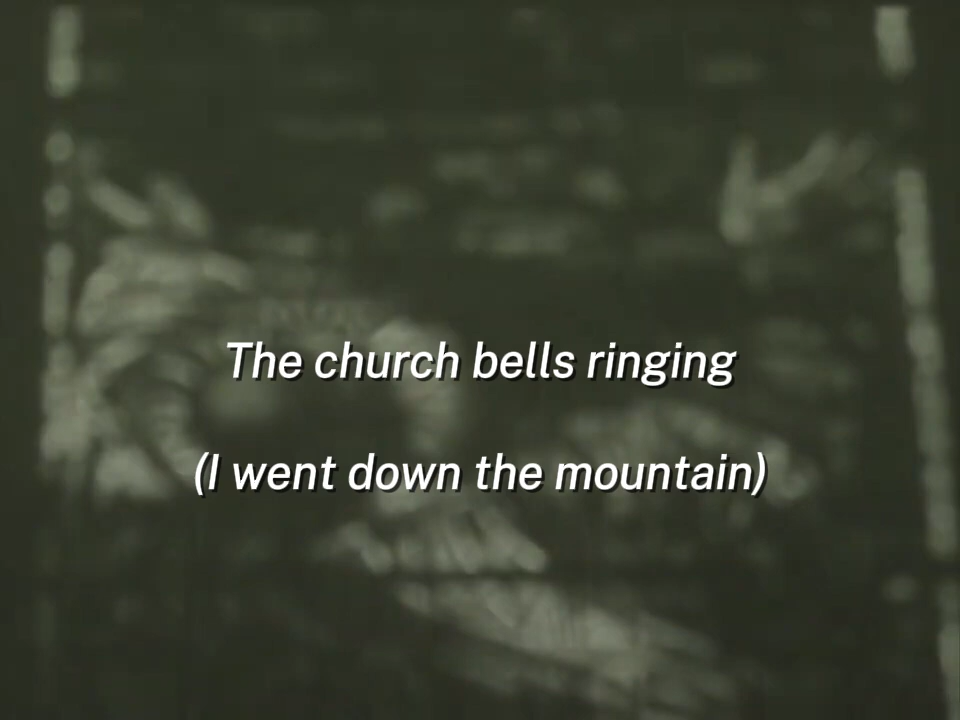 The church bells ringing
(I went down the mountain)